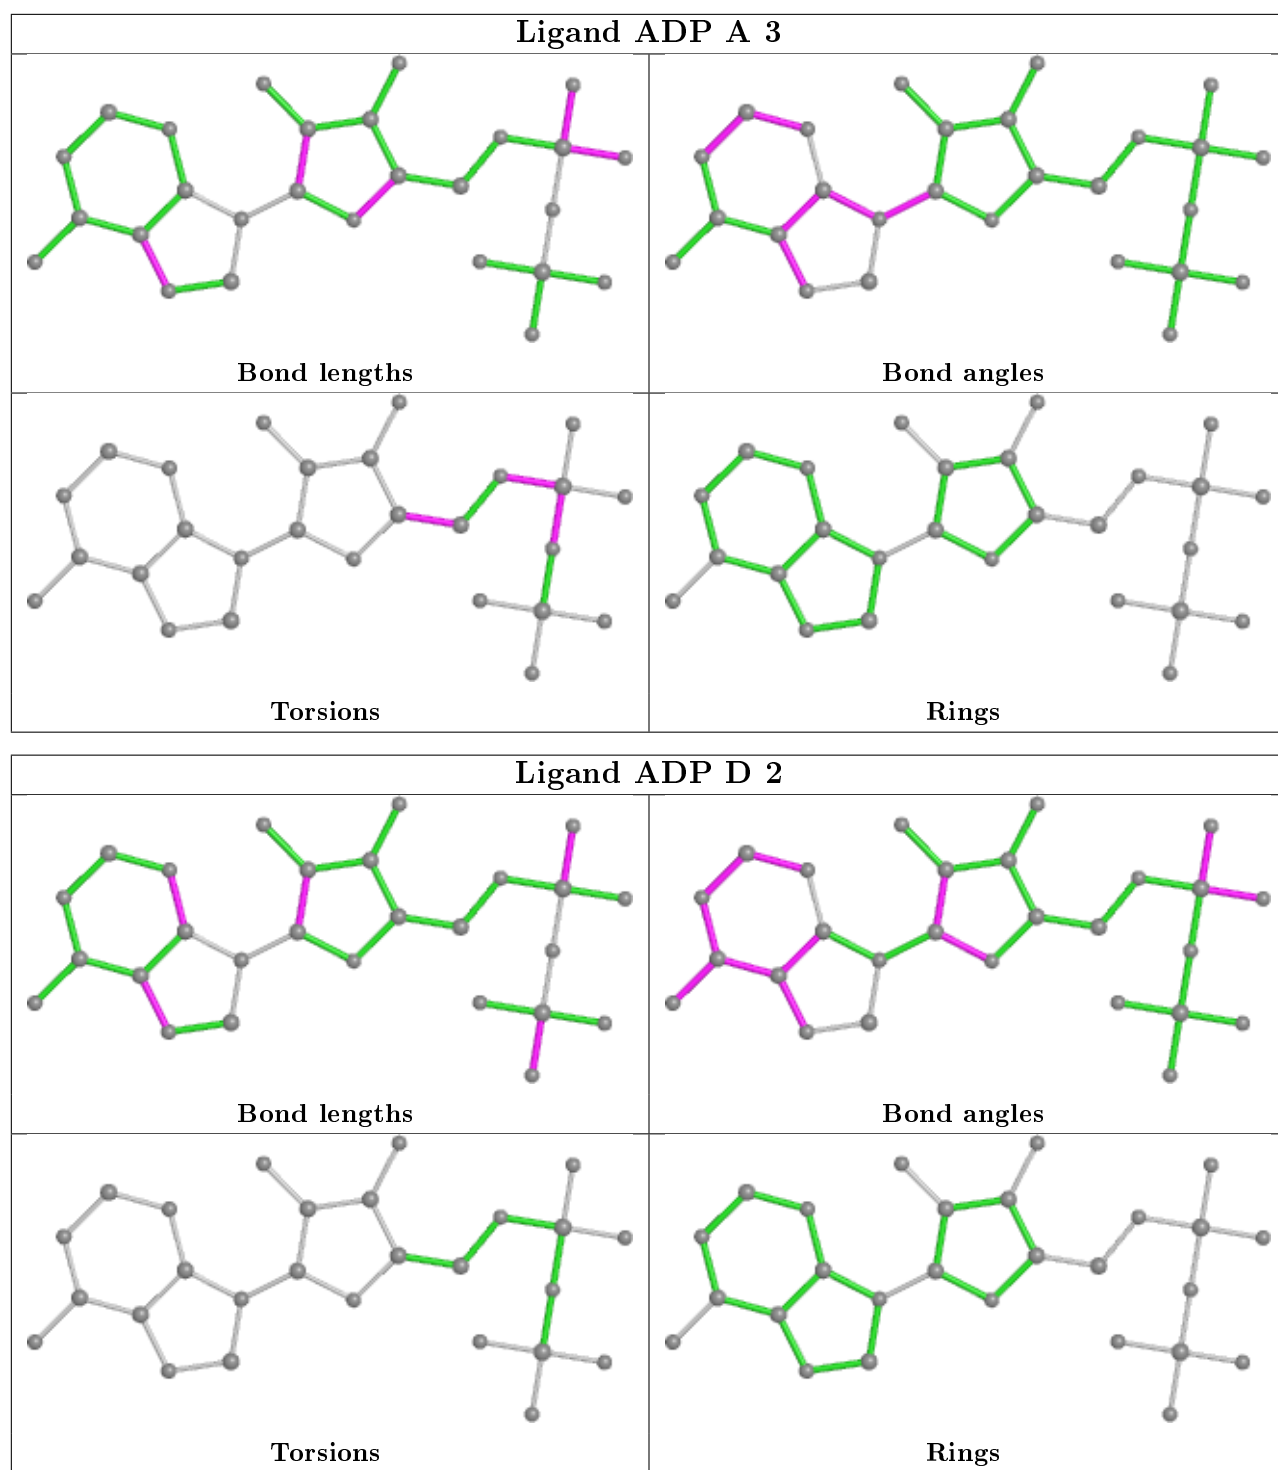 Ligand ADP A 3
Bond lengths
Bond angles
Torsions
Rings
Ligand ADP D 2
Bond lengths
Bond angles
Torsions
Rings